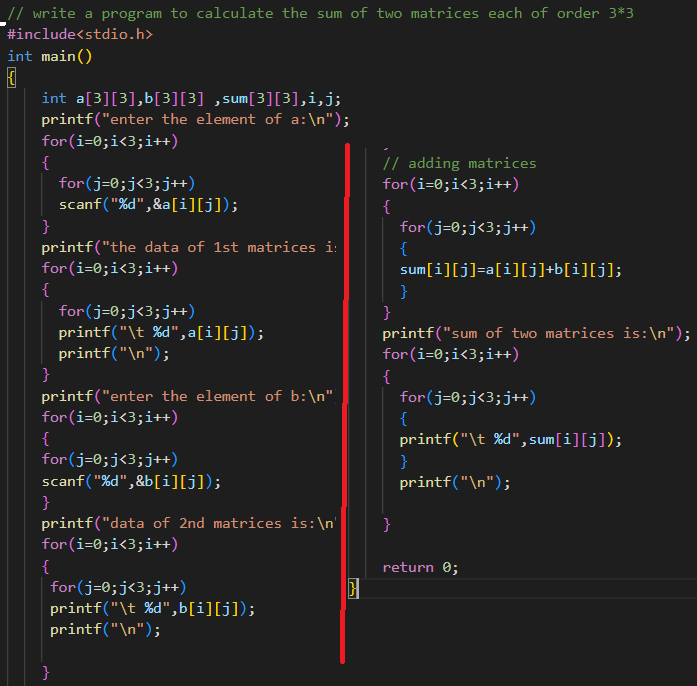 // write a program to calculate the sum of two matrices each of order 3*3
#include<stdio.h>
int main()
{
int a[3][3],b[3][3] ,sum[3][3],i,j;
printf("enter the element of a:\n");
for(i=0;i<3;i++)
{
for(j=0;j<3;j++)
scanf("%d",&a[i][j]);
}
printf("the data of 1st matrices is:
for(i=0;i<3;i++)
{
for(j=0;j<3;j++)
printf("\t %d",a[i][j]);
printf("\n");
}
printf("enter the element of b:\n"
for(i=0;i<3;i++)
{
for(j=0;j<3;j++)
scanf("%d",&b[i][j]);
}
printf("data of 2nd matrices is:\n
for(i=0;i<3;i++)
{
for(j=0;j<3;j++)
printf("\t %d",b[i][j]);
printf("\n");
}
// adding matrices
for(i=0;i<3;i++)
{
for(j=0;j<3;j++)
{
sum[i][j]=a[i][j]+b[i][j];
}
}
printf("sum of two matrices is:\n");
for(i=0;i<3;i++)
{
for(j=0;j<3;j++)
{
printf("\t %d",sum[i][j]);
}
printf("\n");
}
return 0;
}